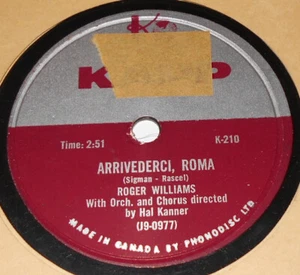 K
Time: 2:51
K-210
ARRIVEDERCI, ROMA
(Sigman - Rascel)
ROGER WILLIAMS
With Orch. and Chorus directed
by Hal Kanner
(J9-0977)
MADE IN CANADA BY PHONODISC LTD.